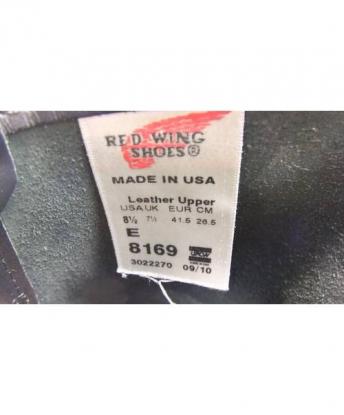 RED WING
SHOES®
MADE IN USA
Leather Upper
USA UK EUR CM
8½ 7½ 41.5 26.5
E
8169
3022270 09/10